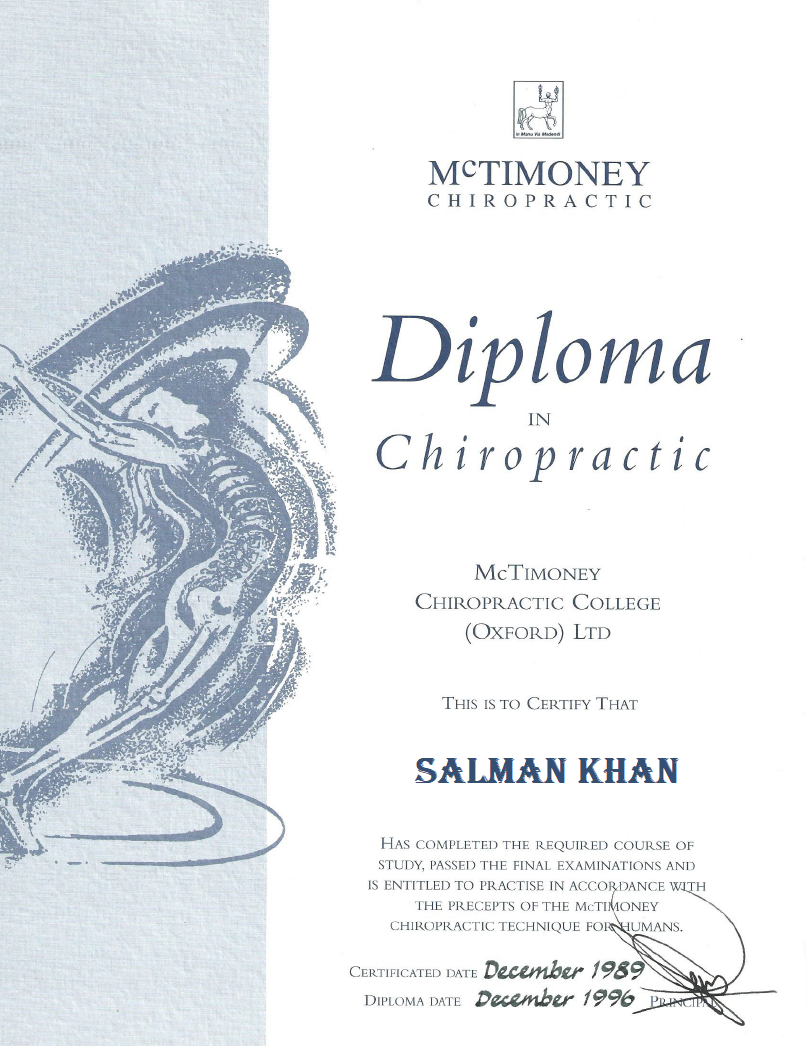 In Manu Via Medendi
McTIMONEY
CHIROPRACTIC
Diploma
IN
Chiropractic
McTimoney
Chiropractic College
(Oxford) Ltd
This is to Certify That
SALMAN KHAN
Has completed the required course of
study, passed the final examinations and
is entitled to practise in accordance with
the precepts of the McTimoney
Chiropractic technique for humans.
Certificated date December 1989
Diploma date December 1996 Principal